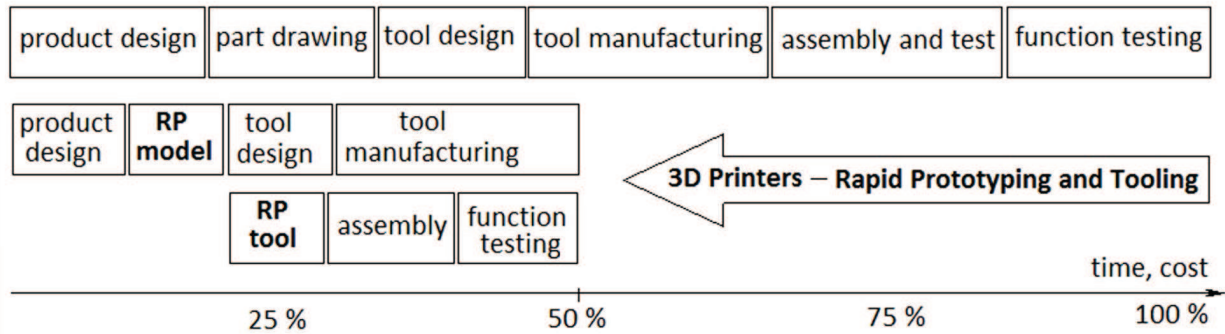 product design part drawing tool design tool manufacturing assembly and test function testing
product design RP model tool design tool manufacturing
3D Printers – Rapid Prototyping and Tooling
RP tool assembly function testing
time, cost
25 % 50 % 75 % 100 %